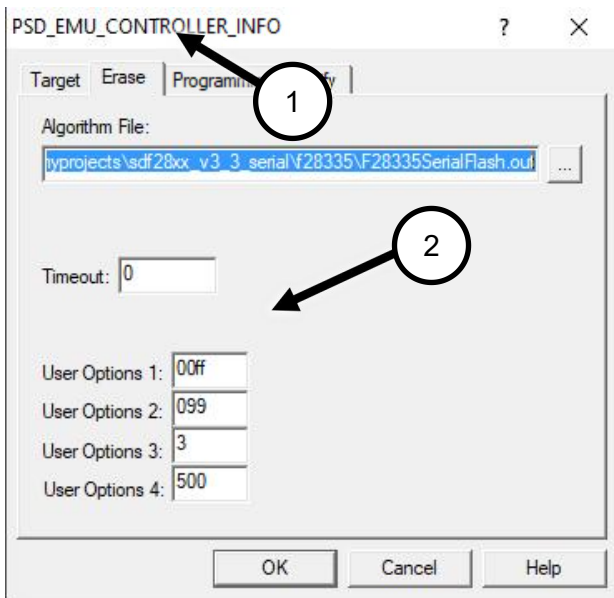 PSD_EMU_CONTROLLER_INFO ? ×
Target Erase
1
Algorithm File:
\sdf28xx_v3_3_serial\f28335\F28335SerialFlash.out ...
2
Timeout: 0
User Options 1: 00ff
User Options 2: 099
User Options 3: 3
User Options 4: 500
OK Cancel Help